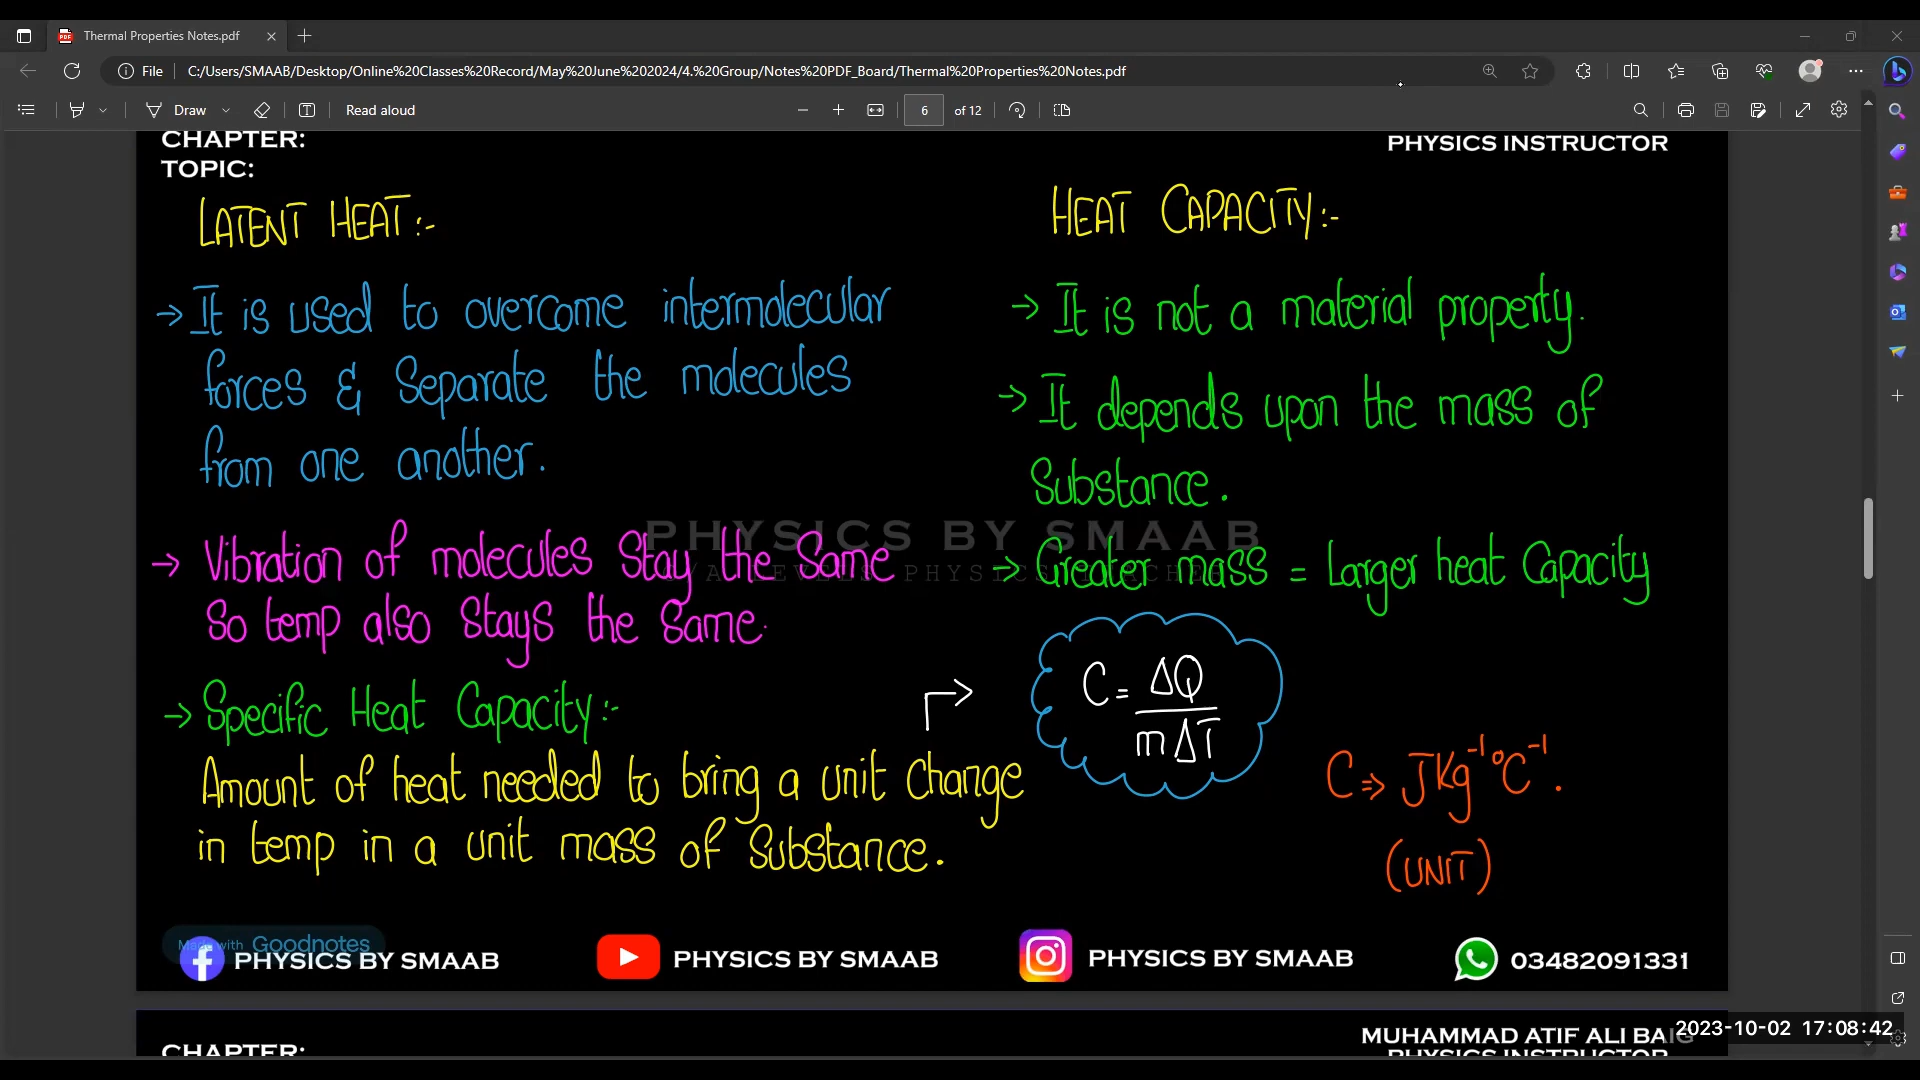 Thermal Properties Notes.pdf
File
C:/Users/SMAAB/Desktop/Online%20Classes%20Record/May%20June%202024/4.%20Group/Notes%20PDF_Board/Thermal%20Properties%20Notes.pdf
Draw
Read aloud
6 of 12
CHAPTER:
TOPIC:
PHYSICS INSTRUCTOR
LATENT HEAT:-
→ It is used to overcome intermolecular
forces & Separate the molecules
from one another.
→ Vibration of molecules Stay the Same
So temp also Stays the Same.
→ Specific Heat Capacity:-
Amount of heat needed to bring a unit Change
in temp in a unit mass of Substance.
HEAT CAPACITY:-
→ It is not a material property.
→ It depends upon the mass of
Substance.
→ Greater mass = Larger heat Capacity
C = ΔQ
mΔT
C ⇒ JKg⁻¹°C⁻¹.
(UNIT)
PHYSICS BY SMAAB
Made with Goodnotes
PHYSICS BY SMAAB
PHYSICS BY SMAAB
PHYSICS BY SMAAB
03482091331
CHAPTER:
MUHAMMAD ATIF ALI BAIG
PHYSICS INSTRUCTOR
2023-10-02 17:08:42